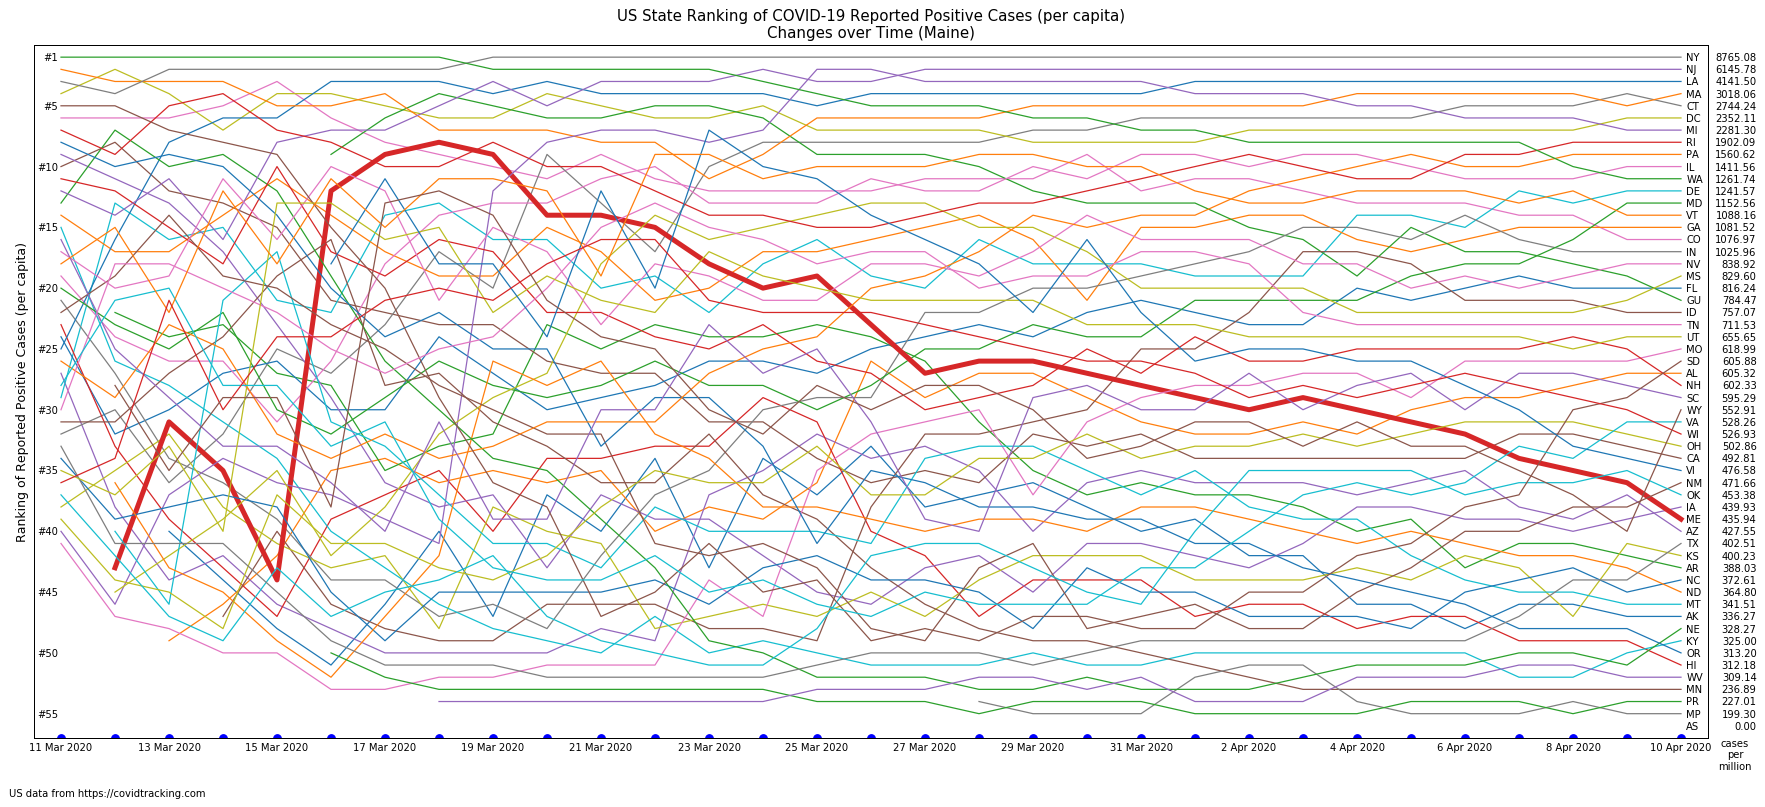 US State Ranking of COVID-19 Reported Positive Cases (per capita)
Changes over Time (Maine)
Ranking of Reported Positive Cases (per capita)
#1
#5
#10
#15
#20
#25
#30
#35
#40
#45
#50
#55
NY 8765.08
NJ 6145.78
LA 4141.50
MA 3018.06
CT 2744.24
DC 2352.11
MI 2281.30
RI 1902.09
PA 1560.62
IL 1411.56
WA 1261.74
DE 1241.57
MD 1152.56
VT 1088.16
GA 1081.52
CO 1076.97
IN 1025.96
NV 838.92
MS 829.60
FL 816.24
GU 784.47
ID 757.07
TN 711.53
UT 655.65
MO 618.99
SD 605.88
AL 605.32
NH 602.33
SC 595.29
WY 552.91
VA 528.26
WI 526.93
OH 502.86
CA 492.81
VI 476.58
NM 471.66
OK 453.38
IA 439.93
ME 435.94
AZ 427.55
TX 402.51
KS 400.23
AR 388.03
NC 372.61
ND 364.80
MT 341.51
AK 336.27
NE 328.27
KY 325.00
OR 313.20
HI 312.18
WV 309.14
MN 236.89
PR 227.01
MP 199.30
AS 0.00
11 Mar 2020 13 Mar 2020 15 Mar 2020 17 Mar 2020 19 Mar 2020 21 Mar 2020 23 Mar 2020 25 Mar 2020 27 Mar 2020 29 Mar 2020 31 Mar 2020 2 Apr 2020 4 Apr 2020 6 Apr 2020 8 Apr 2020 10 Apr 2020
cases
per
million
US data from https://covidtracking.com